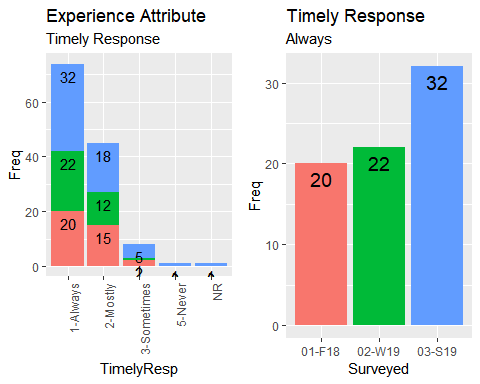 Experience Attribute
Timely Response
Freq
60
40
20
0
32
22
20
18
12
15
5
2
1-Always
2-Mostly
3-Sometimes
5-Never
NR
TimelyResp
Timely Response
Always
Freq
30
20
10
0
20
22
32
01-F18
02-W19
03-S19
Surveyed